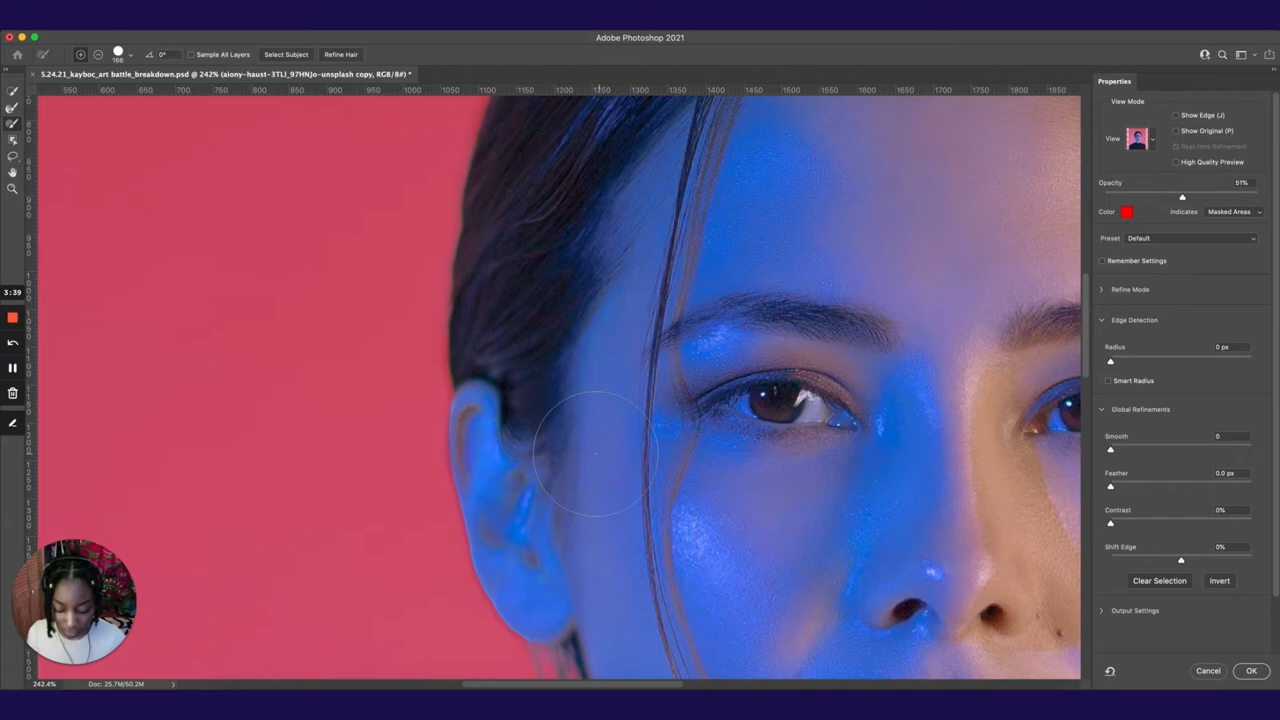 Adobe Photoshop 2021
166
0°
Sample All Layers
Select Subject
Refine Hair
5.24.21_kayboc_art battle_breakdown.psd @ 242% (aiony-haust-3TLl_97HNJo-unsplash copy, RGB/8#) *
550 600 650 700 750 800 850 900 950 1000 1050 1100 1150 1200 1250 1300 1350 1400 1450 1500 1550 1600 1650 1700 1750 1800 1850
Properties
View Mode
Show Edge (J)
View
Show Original (P)
Real-time Refinement
High Quality Preview
Opacity
51%
Color
Indicates
Masked Areas
Preset
Default
Remember Settings
3:39
Refine Mode
Edge Detection
Radius
0 px
Smart Radius
Global Refinements
Smooth
0
Feather
0.0 px
Contrast
0%
Shift Edge
0%
Clear Selection
Invert
Output Settings
Cancel
OK
242.4%
Doc: 25.7M/50.2M